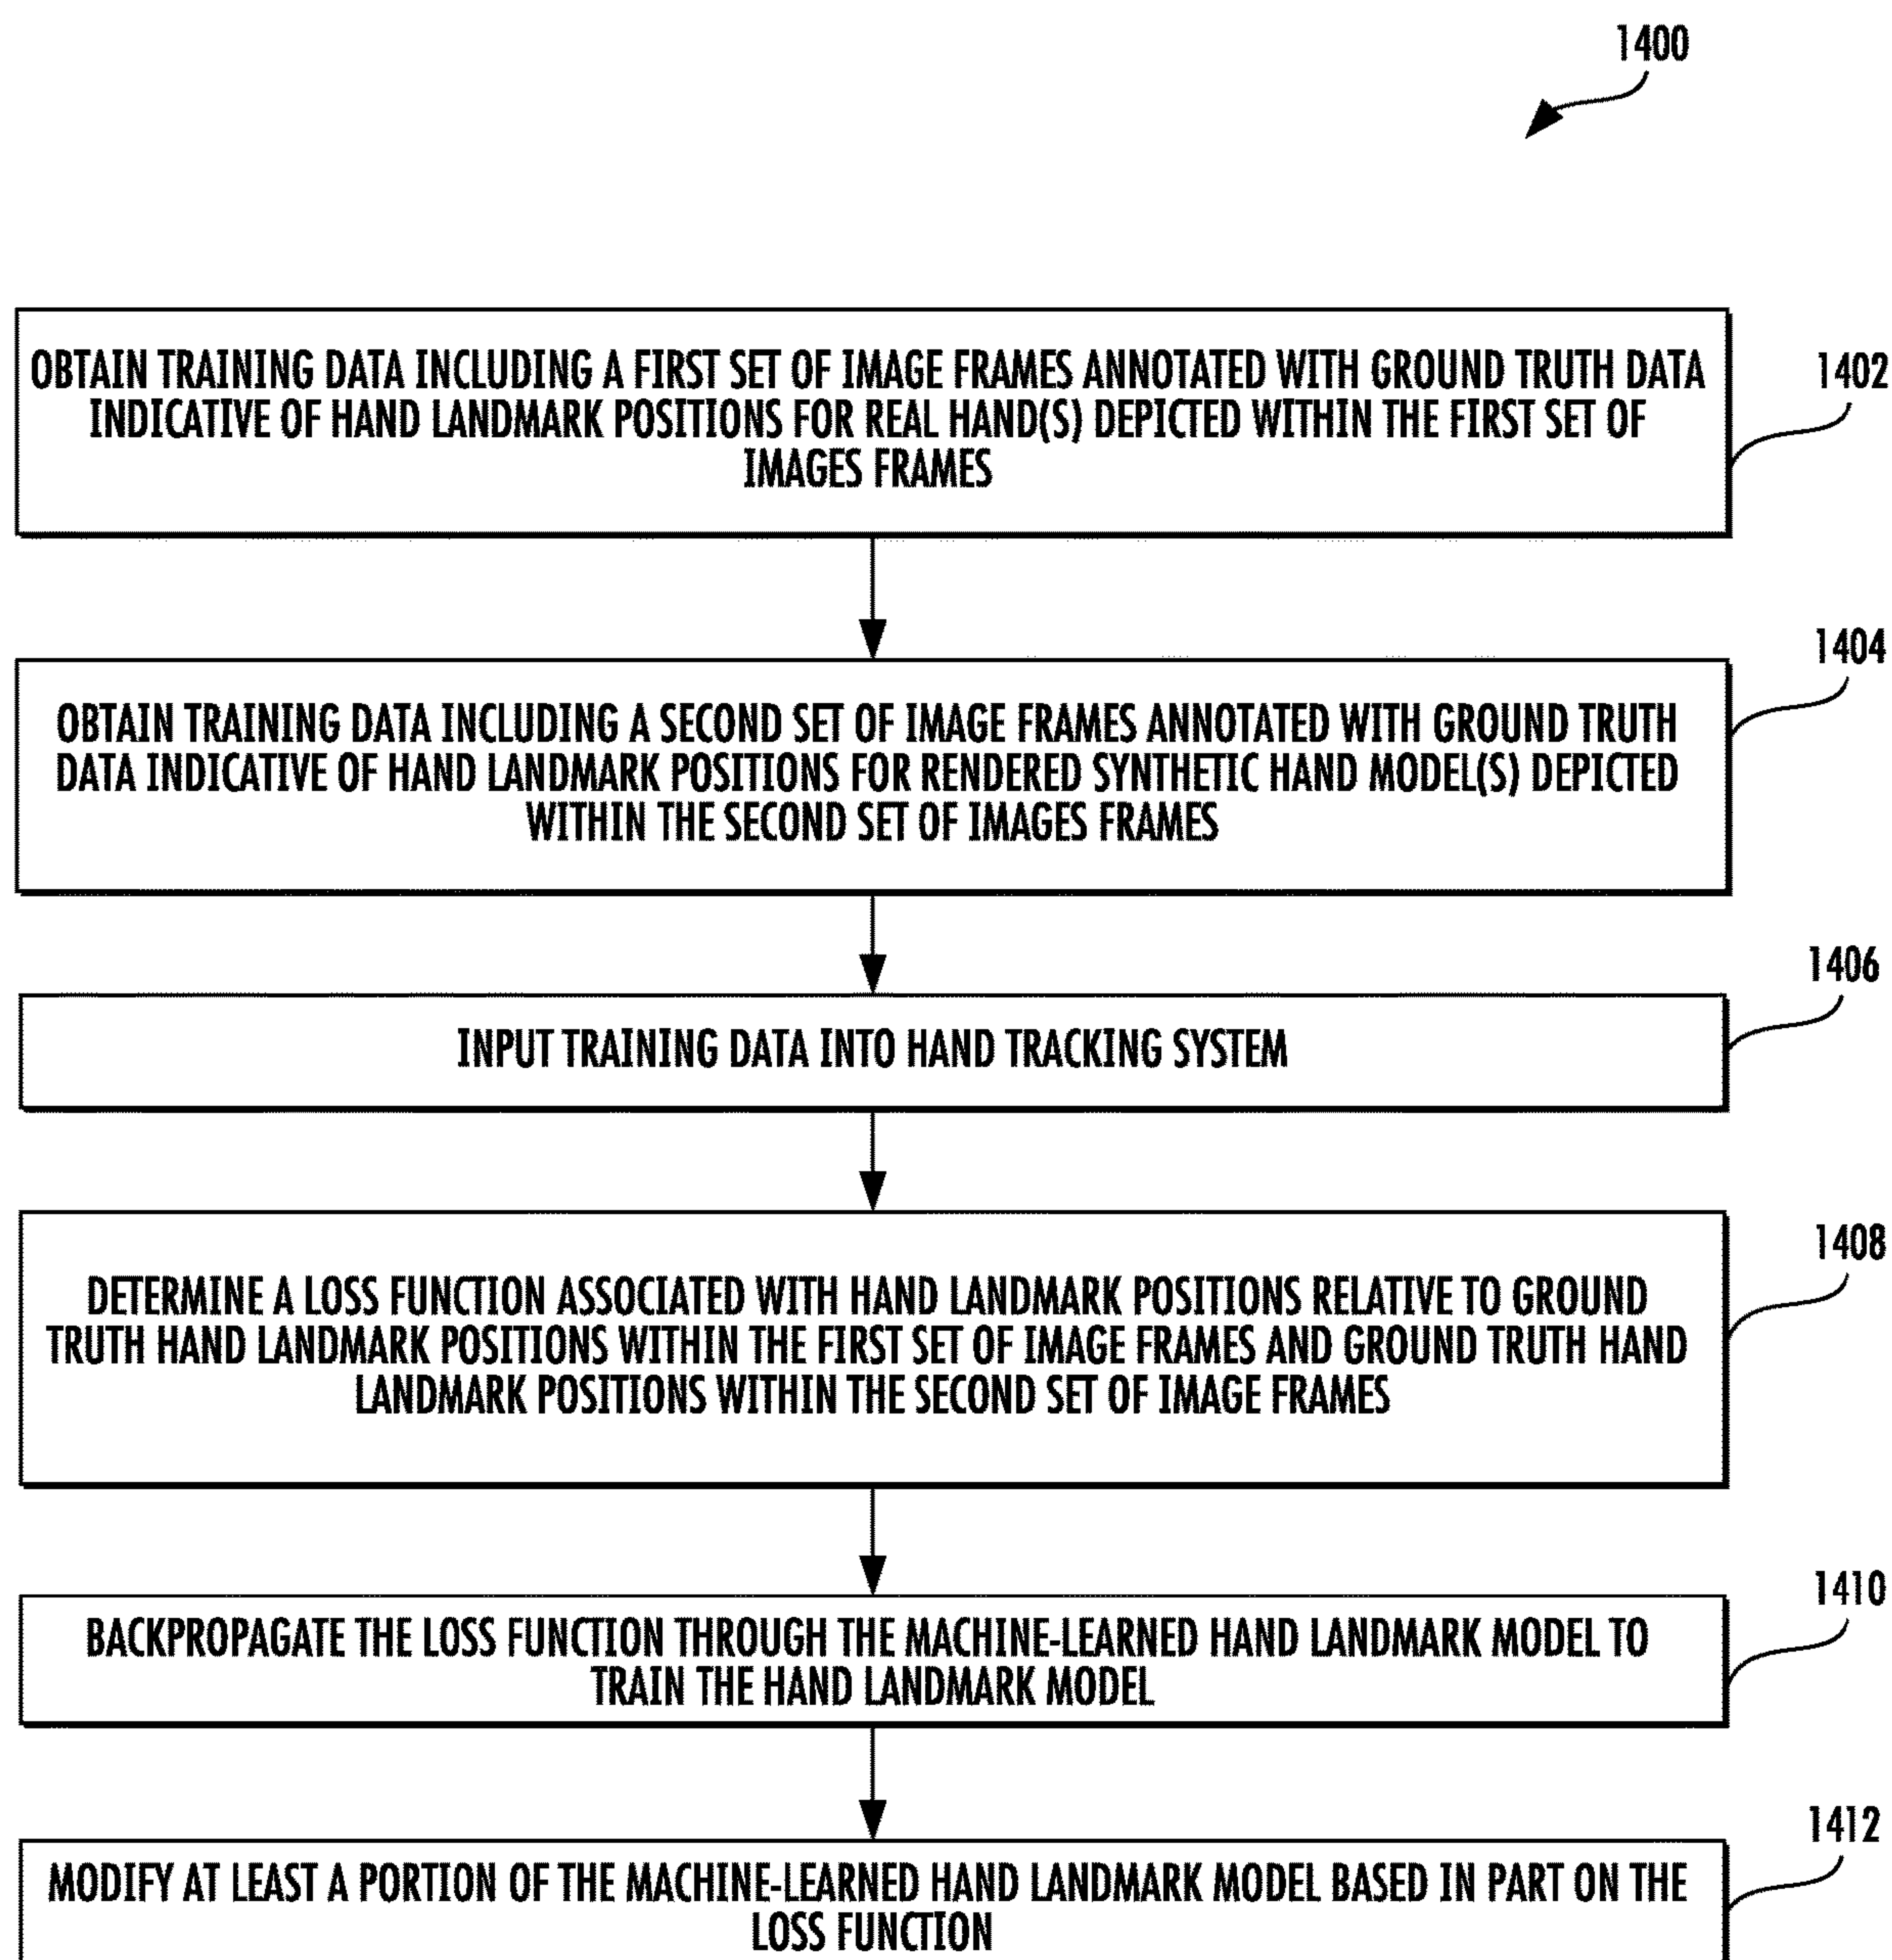 1400
OBTAIN TRAINING DATA INCLUDING A FIRST SET OF IMAGE FRAMES ANNOTATED WITH GROUND TRUTH DATA
INDICATIVE OF HAND LANDMARK POSITIONS FOR REAL HAND(S) DEPICTED WITHIN THE FIRST SET OF
IMAGES FRAMES
1402
OBTAIN TRAINING DATA INCLUDING A SECOND SET OF IMAGE FRAMES ANNOTATED WITH GROUND TRUTH
DATA INDICATIVE OF HAND LANDMARK POSITIONS FOR RENDERED SYNTHETIC HAND MODEL(S) DEPICTED
WITHIN THE SECOND SET OF IMAGES FRAMES
1404
INPUT TRAINING DATA INTO HAND TRACKING SYSTEM
1406
DETERMINE A LOSS FUNCTION ASSOCIATED WITH HAND LANDMARK POSITIONS RELATIVE TO GROUND
TRUTH HAND LANDMARK POSITIONS WITHIN THE FIRST SET OF IMAGE FRAMES AND GROUND TRUTH HAND
LANDMARK POSITIONS WITHIN THE SECOND SET OF IMAGE FRAMES
1408
BACKPROPAGATE THE LOSS FUNCTION THROUGH THE MACHINE-LEARNED HAND LANDMARK MODEL TO
TRAIN THE HAND LANDMARK MODEL
1410
MODIFY AT LEAST A PORTION OF THE MACHINE-LEARNED HAND LANDMARK MODEL BASED IN PART ON THE
LOSS FUNCTION
1412